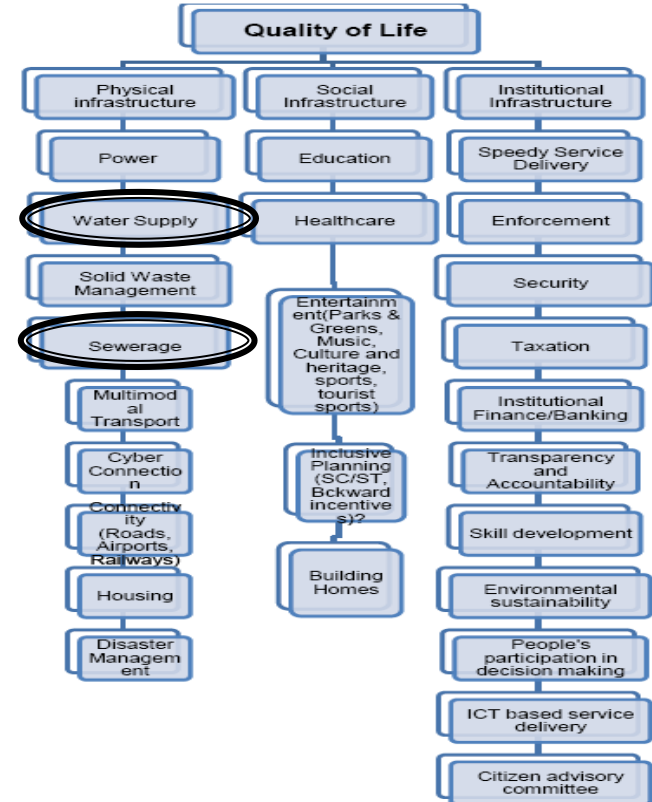 Quality of Life
Physical
infrastructure
Power
Water Supply
Solid Waste
Management
Sewerage
Multimod
al
Transport
Cyber
Connectio
n
Connectiv
ity
(Roads,
Airports,
Railways)
Housing
Disaster
Managem
ent
Social
Infrastructure
Education
Healthcare
Entertainm
ent(Parks &
Greens,
Music,
Culture and
heritage,
sports,
tourist
sports)
Inclusive
Planning
(SC/ST,
Bckward
incentive
s)?
Building
Homes
Institutional
Infrastructure
Speedy Service
Delivery
Enforcement
Security
Taxation
Institutional
Finance/Banking
Transparency
and
Accountability
Skill development
Environmental
sustainability
People's
participation in
decision making
ICT based service
delivery
Citizen advisory
committee